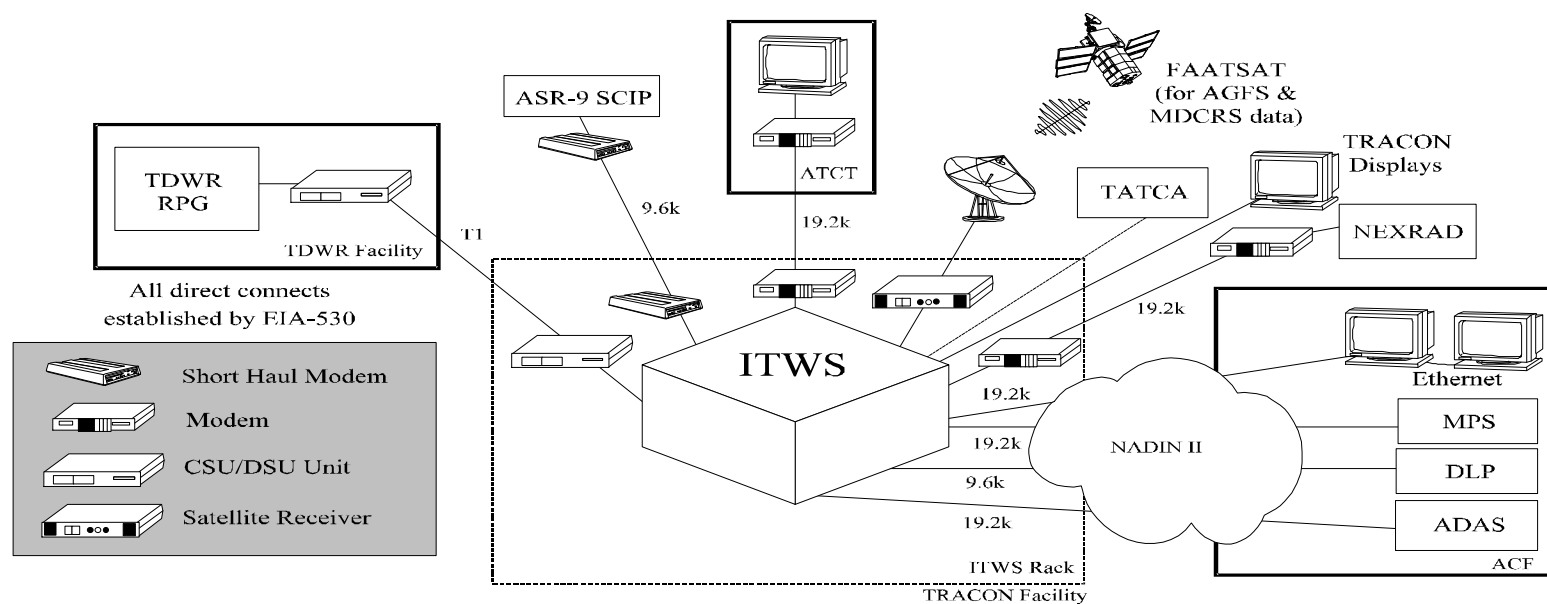 FAATSAT
(for AGFS &
MDCRS data)
ASR-9 SCIP
TRACON
Displays
TDWR
RPG
ATCT
TATCA
9.6k
19.2k
NEXRAD
T1
TDWR Facility
All direct connects
established by EIA-530
19.2k
ITWS
Short Haul Modem
19.2k
Ethernet
Modem
19.2k
MPS
NADIN II
CSU/DSU Unit
9.6k
DLP
Satellite Receiver
19.2k
ADAS
ITWS Rack
ACF
TRACON Facility